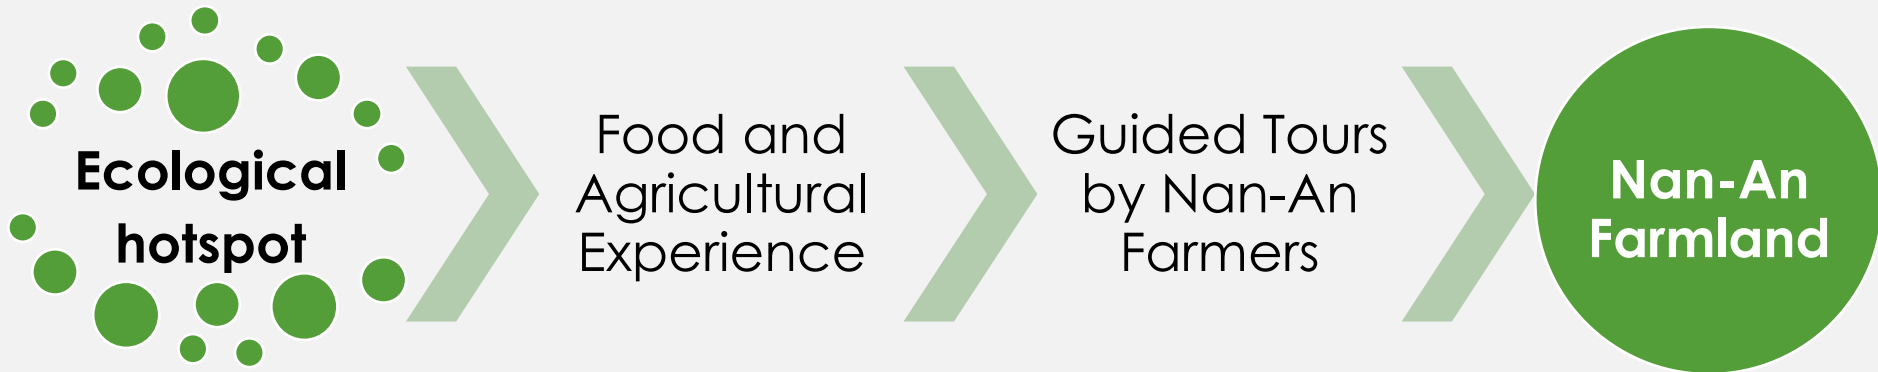 Ecological
hotspot
Food and
Agricultural
Experience
Guided Tours
by Nan-An
Farmers
Nan-An
Farmland